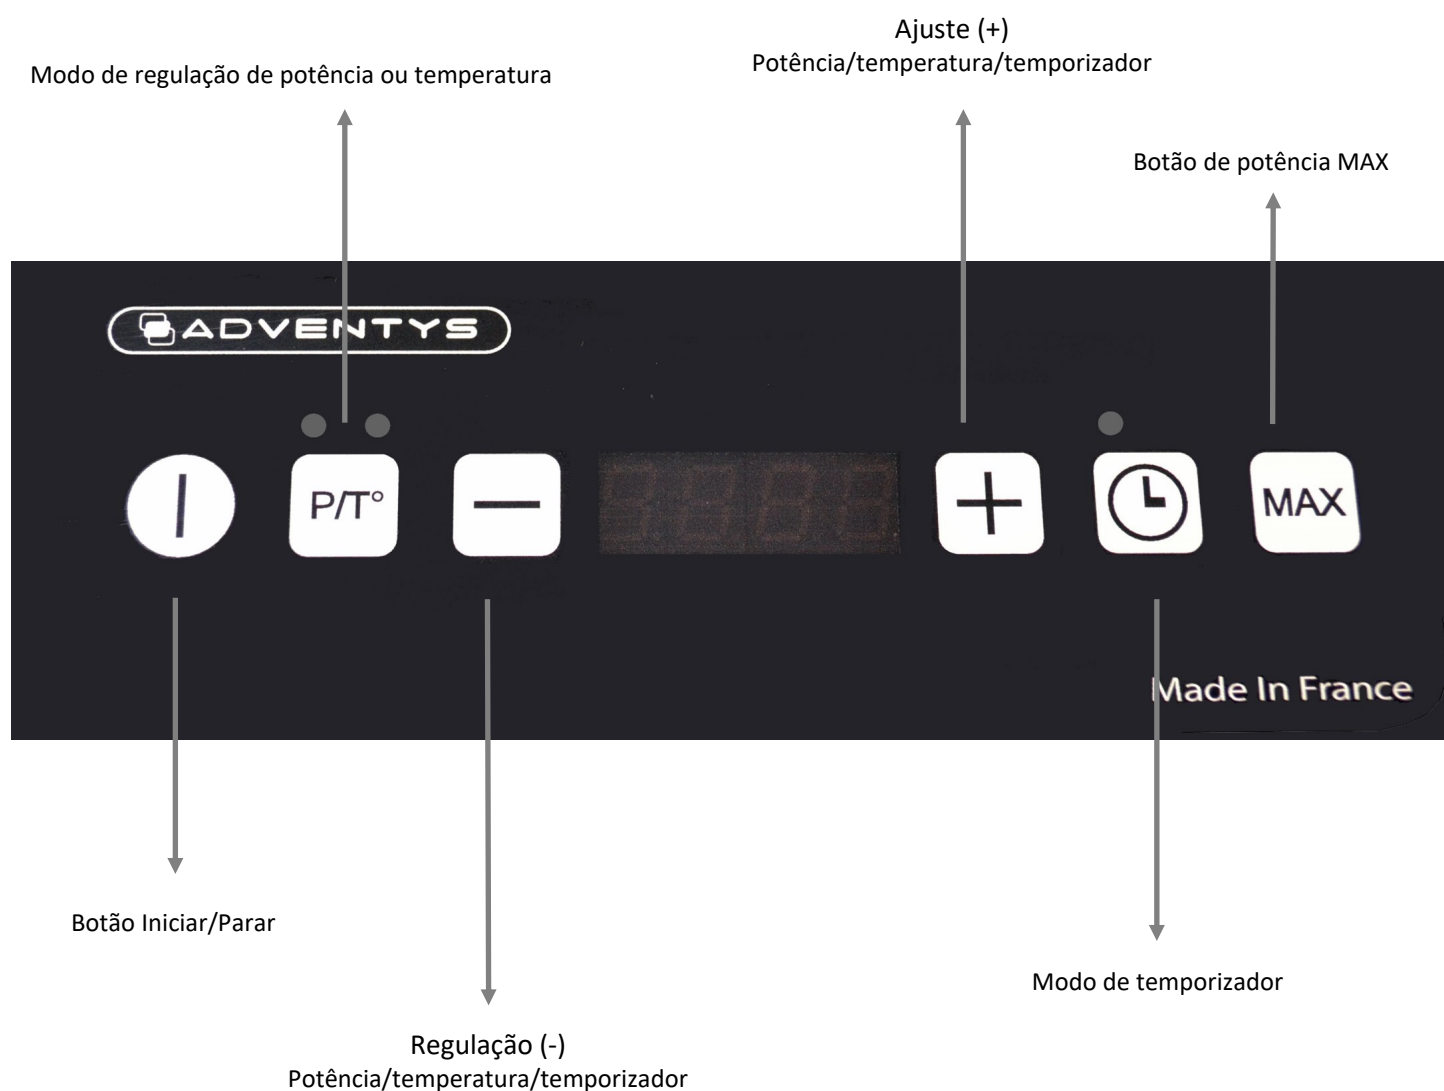 Ajuste (+)
Potência/temperatura/temporizador
Modo de regulação de potência ou temperatura
Botão de potência MAX
ADVENTYS
P/T°
MAX
Made In France
Botão Iniciar/Parar
Modo de temporizador
Regulação (-)
Potência/temperatura/temporizador